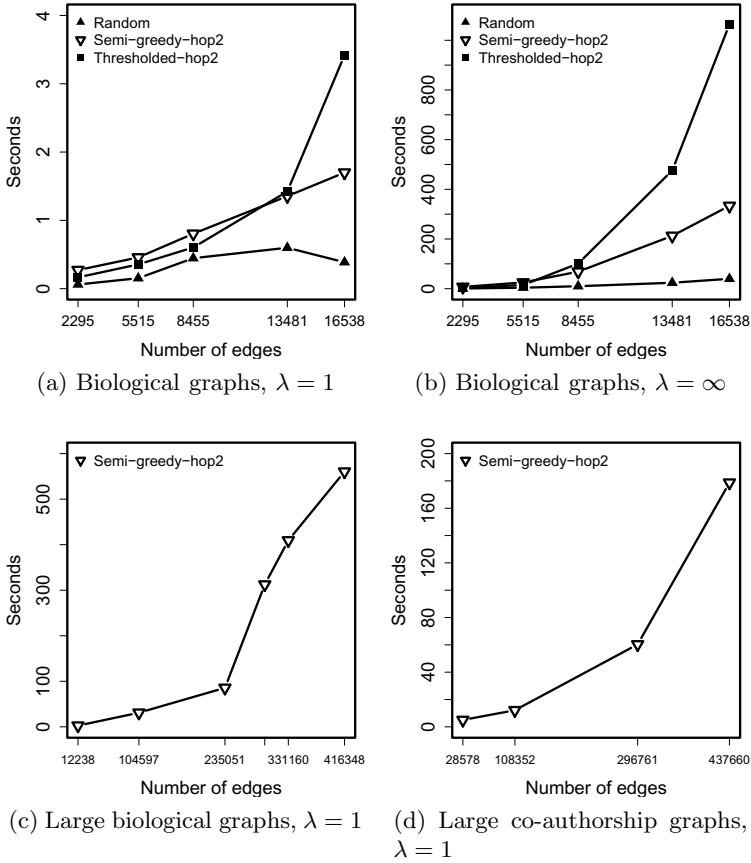 4
3
2
1
0
Seconds
Random
Semi-greedy-hop2
Thresholded-hop2
2295 5515 8455 13481 16538
Number of edges
(a) Biological graphs, λ = 1
800
600
400
200
0
Seconds
Random
Semi-greedy-hop2
Thresholded-hop2
2295 5515 8455 13481 16538
Number of edges
(b) Biological graphs, λ = ∞
500
300
100
0
Seconds
Semi-greedy-hop2
12238 104597 235051 331160 416348
Number of edges
(c) Large biological graphs, λ = 1
200
160
120
80
40
0
Seconds
Semi-greedy-hop2
28578 108352 296761 437660
Number of edges
(d) Large co-authorship graphs,
λ = 1